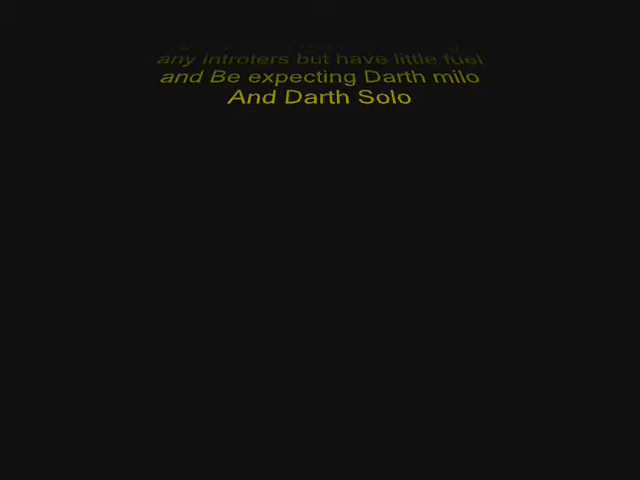 any introters but have little fuel
and Be expecting Darth milo
And Darth Solo